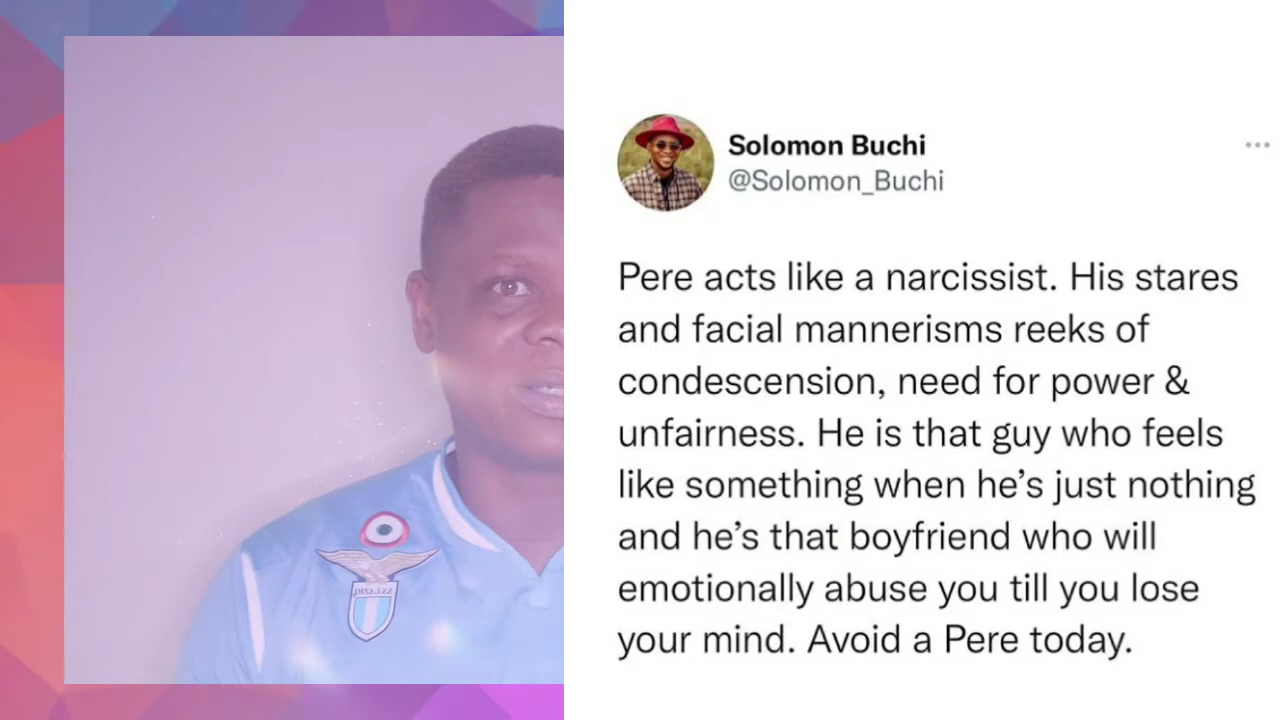 Solomon Buchi
@Solomon_Buchi
Pere acts like a narcissist. His stares
and facial mannerisms reeks of
condescension, need for power &
unfairness. He is that guy who feels
like something when he’s just nothing
and he’s that boyfriend who will
emotionally abuse you till you lose
your mind. Avoid a Pere today.